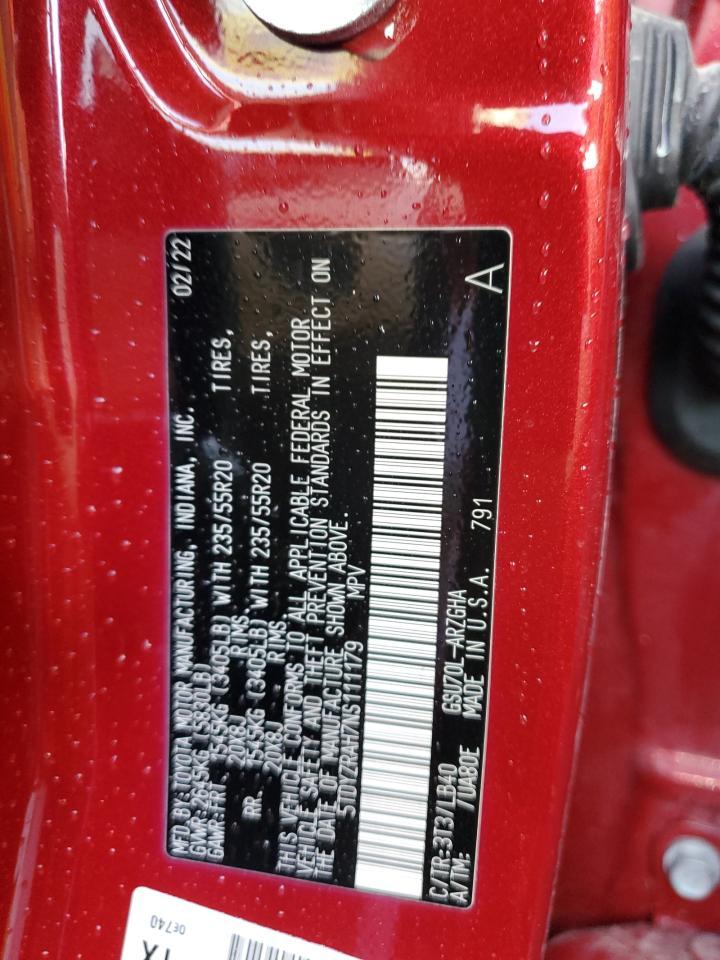 MFD.BY:TOYOTA MOTOR MANUFACTURING, INDIANA, INC. 02/22
GVWR:2645KG (5830LB)
GAWR:FRT. 1545KG (3405LB) WITH 235/55R20 TIRES,
20X8J RIMS.
RR. 1545KG (3405LB) WITH 235/55R20 TIRES,
20X8J RIMS.
THIS VEHICLE CONFORMS TO ALL APPLICABLE FEDERAL MOTOR
VEHICLE SAFETY AND THEFT PREVENTION STANDARDS IN EFFECT ON
THE DATE OF MANUFACTURE SHOWN ABOVE.
MPV
C/TR:3T3/LB40 GSU70L-ARZGHA
A/TM: /UA80E MADE IN U.S.A. 791 A
0E740